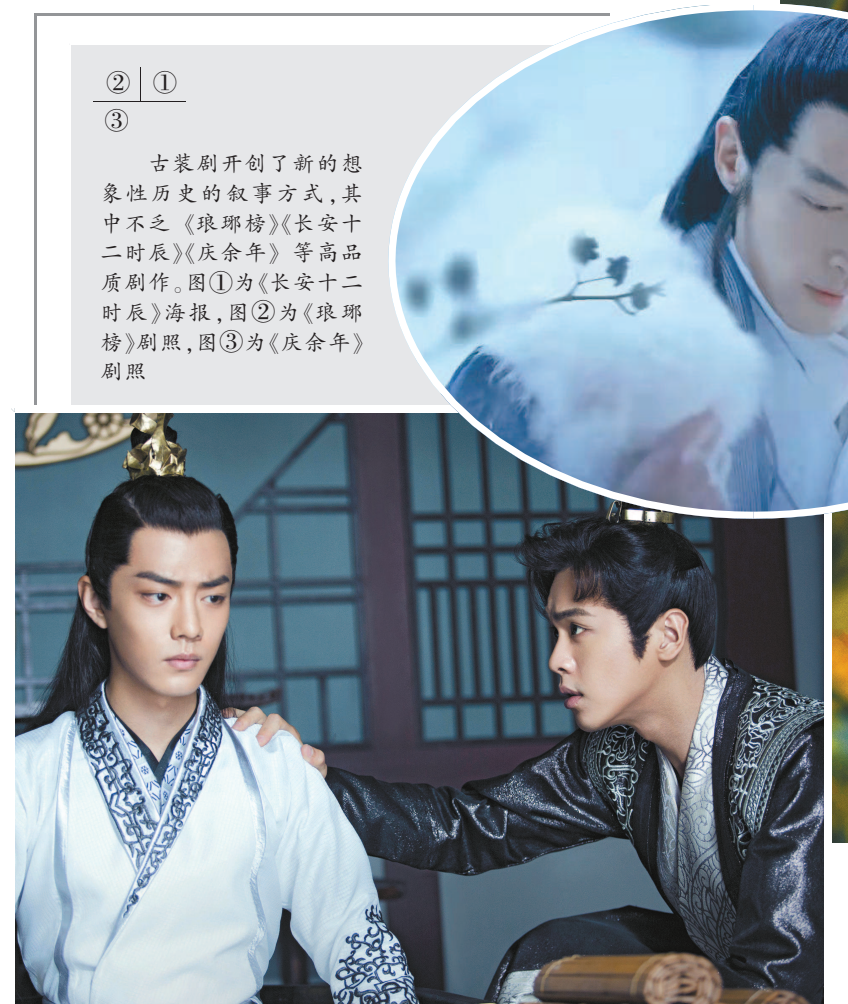 ② ①
③
古装剧开创了新的想
象性历史的叙事方式,其
中不乏《琅琊榜》《长安十
二时辰》《庆余年》等高品
质剧作。图①为《长安十二
时辰》海报,图②为《琅琊
榜》剧照,图③为《庆余年》
剧照